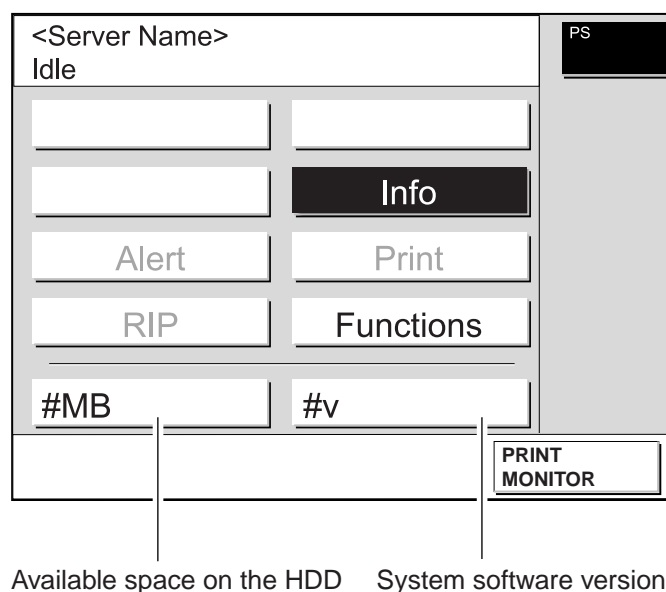 <Server Name>
Idle
PS
Info
Alert
Print
RIP
Functions
#MB
#v
PRINT
MONITOR
Available space on the HDD
System software version